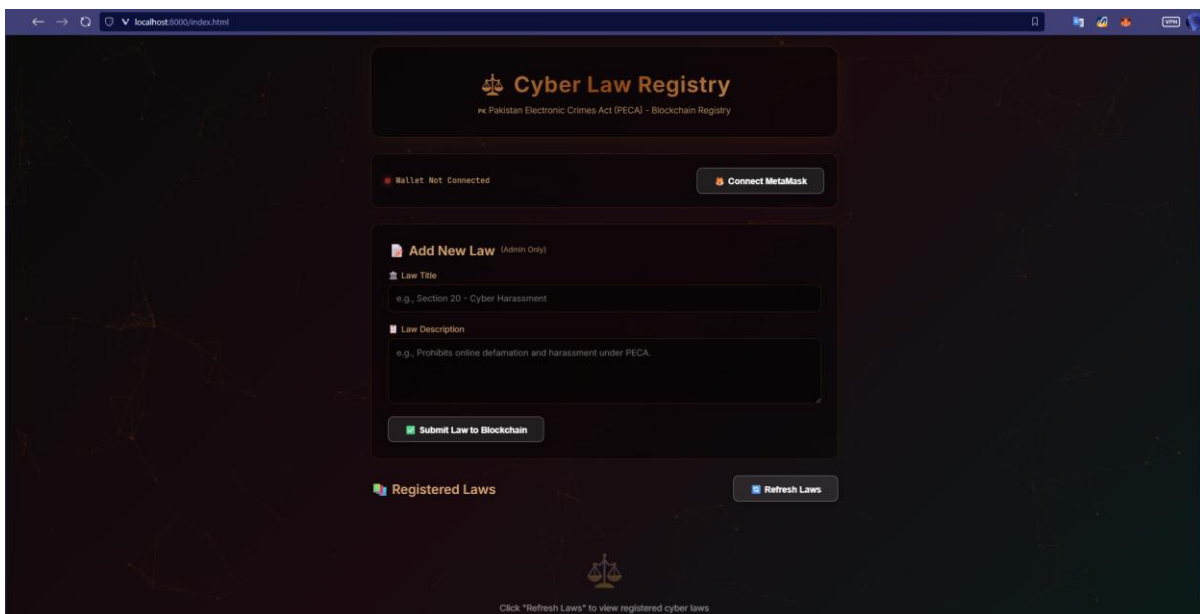 localhost:8000/index.html
VPN
Cyber Law Registry
PK Pakistan Electronic Crimes Act (PECA) - Blockchain Registry
Wallet Not Connected
Connect MetaMask
Add New Law (Admin Only)
Law Title
e.g., Section 20 - Cyber Harassment
Law Description
e.g., Prohibits online defamation and harassment under PECA.
Submit Law to Blockchain
Registered Laws
Refresh Laws
Click "Refresh Laws" to view registered cyber laws